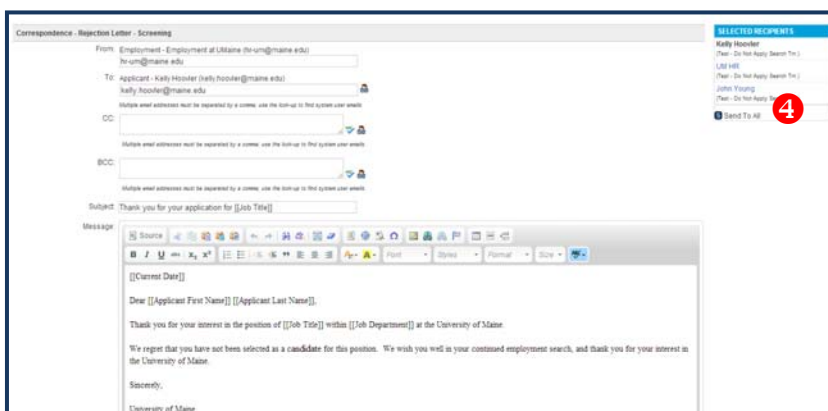 Correspondence - Rejection Letter - Screening
From: Employment - Employment at UMaine (hr-um@maine.edu)
hr-um@maine.edu
To: Applicant - Kelly Hoovler (kelly.hoovler@maine.edu)
kelly.hoovler@maine.edu
Multiple email addresses must be separated by a comma; use the look-up to find system user emails
CC:
Multiple email addresses must be separated by a comma; use the look-up to find system user emails
BCC:
Multiple email addresses must be separated by a comma; use the look-up to find system user emails
Subject: Thank you for your application for [[Job Title]]
Message:
Source
B I U abc X₂ X²
Font Styles Format Size
[[Current Date]]
Dear [[Applicant First Name]] [[Applicant Last Name]],
Thank you for your interest in the position of [[Job Title]] within [[Job Department]] at the University of Maine.
We regret that you have not been selected as a candidate for this position. We wish you well in your continued employment search, and thank you for your interest in
the University of Maine.
Sincerely,
University of Maine
SELECTED RECIPIENTS
Kelly Hoovler
(Test - Do Not Apply Search Tm )
UM HR
(Test - Do Not Apply Search Tm )
John Young
(Test - Do Not Apply
4
Send To All